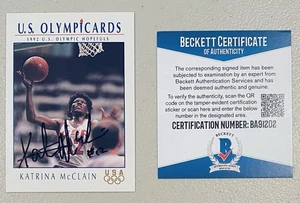 U.S. OLYMPICARDS
1992 U.S. OLYMPIC HOPEFULS
KATRINA McCLAIN
USA
BECKETT CERTIFICATE
OF AUTHENTICITY
The corresponding signed item has been
subjected to examination by an expert from
Beckett Authentication Services and has
been deemed authentic and genuine.
To verify its authenticity, scan the QR
code on the tamper-evident certification
sticker or scan and enter the certification
number in the area below.
CERTIFICATION NUMBER: BA91202
BECKETT